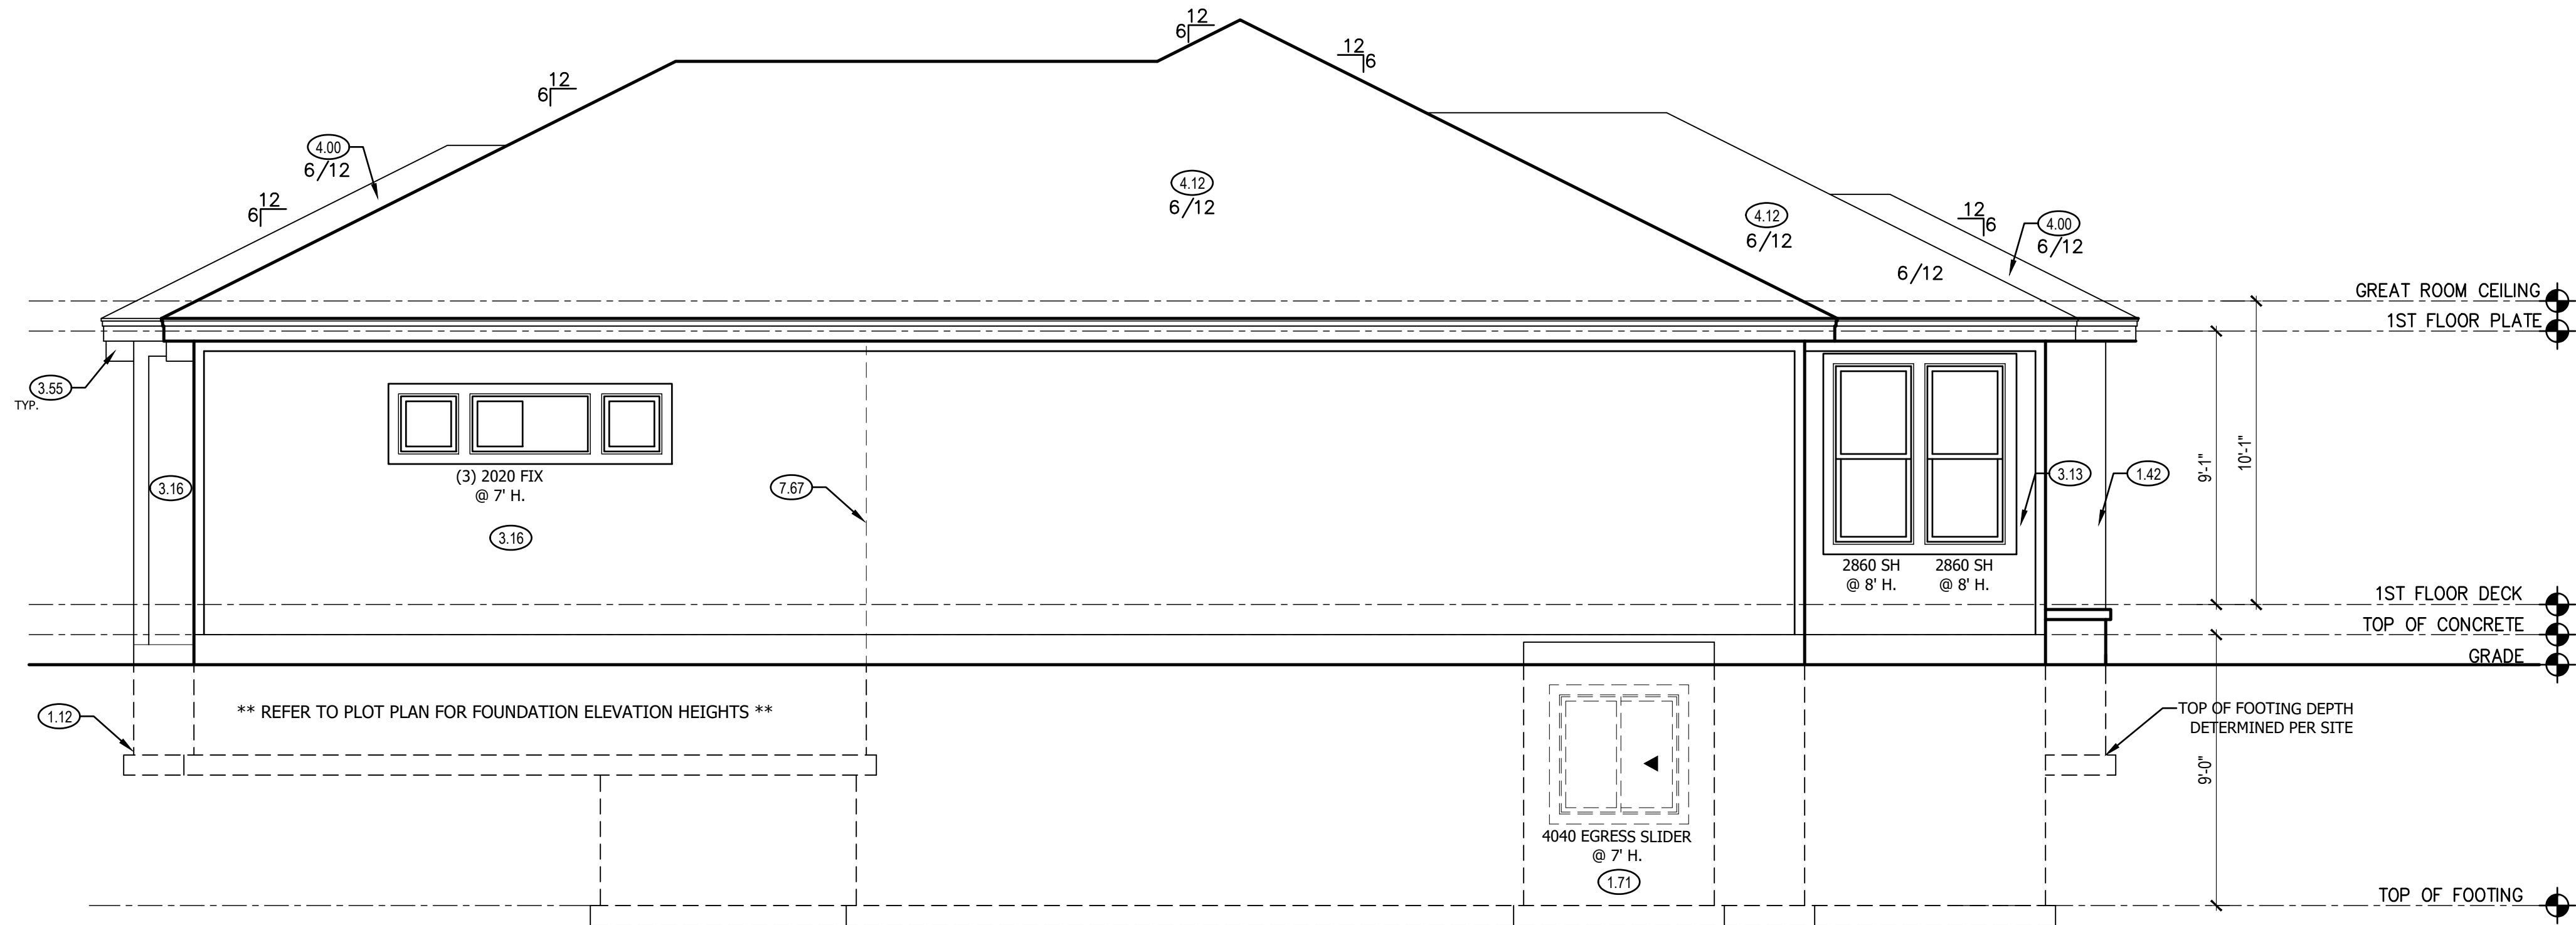 12
6
12
6
12
6
4.00
6/12
12
6
4.12
6/12
4.12
6/12
12
6
4.00
6/12
6/12
GREAT ROOM CEILING
1ST FLOOR PLATE
3.55
TYP.
3.16
(3) 2020 FIX
@ 7' H.
3.16
7.67
2860 SH
@ 8' H.
2860 SH
@ 8' H.
3.13
1.42
9'-1"
10'-1"
1ST FLOOR DECK
TOP OF CONCRETE
GRADE
1.12
** REFER TO PLOT PLAN FOR FOUNDATION ELEVATION HEIGHTS **
TOP OF FOOTING DEPTH
DETERMINED PER SITE
9'-0"
4040 EGRESS SLIDER
@ 7' H.
1.71
TOP OF FOOTING